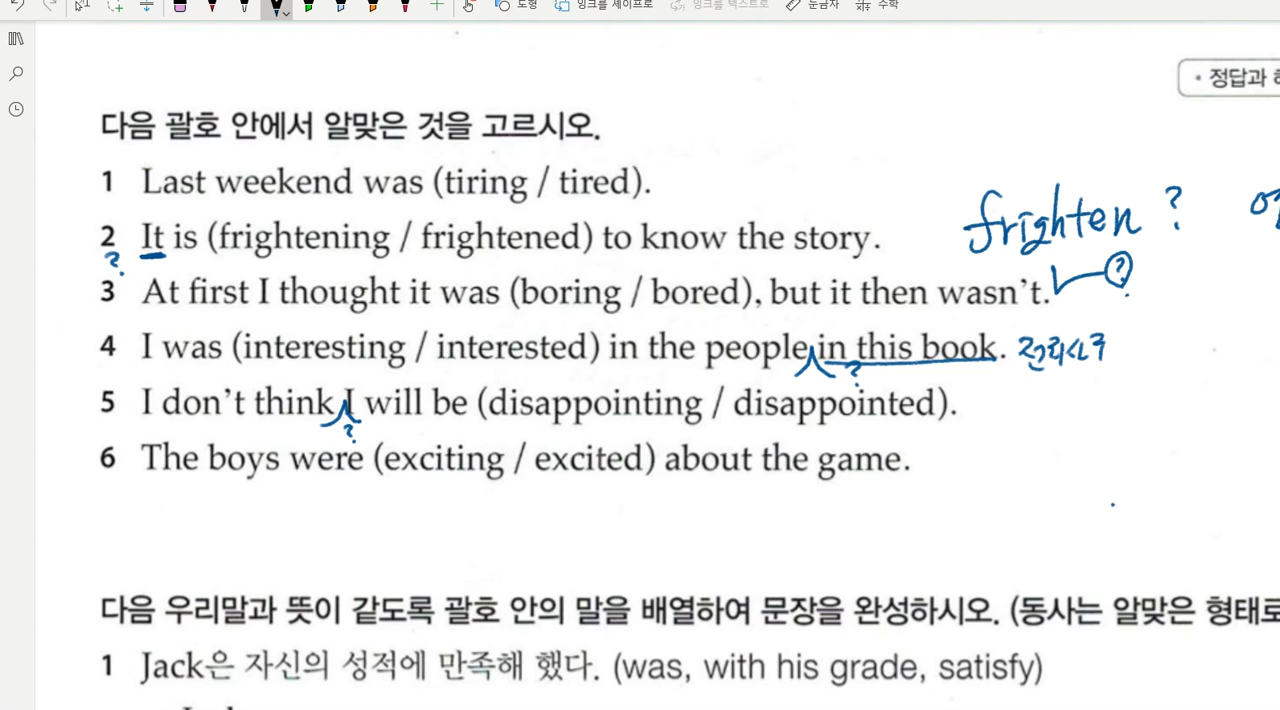 도형 잉크를 셰이프로 잉크를 텍스트로 눈금자 수학
정답과
다음 괄호 안에서 알맞은 것을 고르시오.
1 Last weekend was (tiring / tired).
frighten ?
2 It is (frightening / frightened) to know the story.
?
?
3 At first I thought it was (boring / bored), but it then wasn't.
4 I was (interesting / interested) in the people in this book. 전치사구
?
5 I don't think I will be (disappointing / disappointed).
?
6 The boys were (exciting / excited) about the game.
다음 우리말과 뜻이 같도록 괄호 안의 말을 배열하여 문장을 완성하시오. (동사는 알맞은 형태로
1 Jack은 자신의 성적에 만족해 했다. (was, with his grade, satisfy)